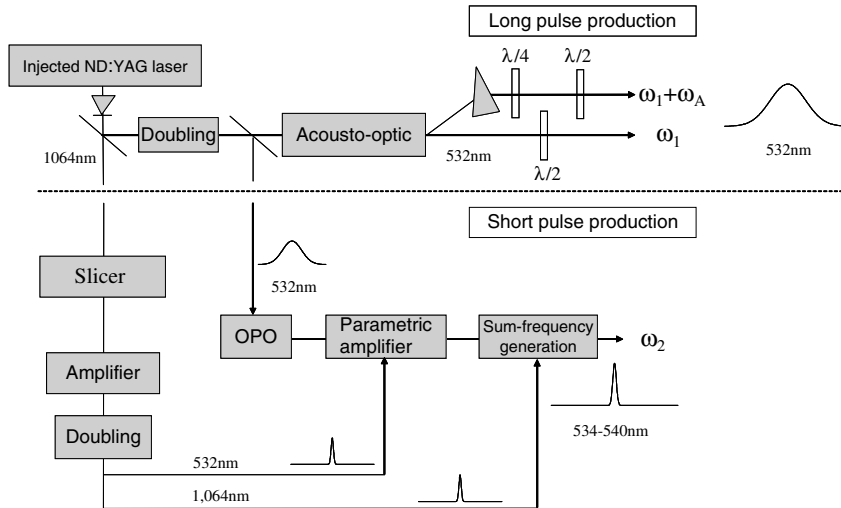 Long pulse production
Injected ND:YAG laser
λ/4
λ/2
ω1+ωA
Doubling
Acousto-optic
ω1
1064nm
532nm
λ/2
532nm
Short pulse production
Slicer
532nm
OPO
Parametric
amplifier
Sum-frequency
generation
ω2
Amplifier
Doubling
534-540nm
532nm
1,064nm